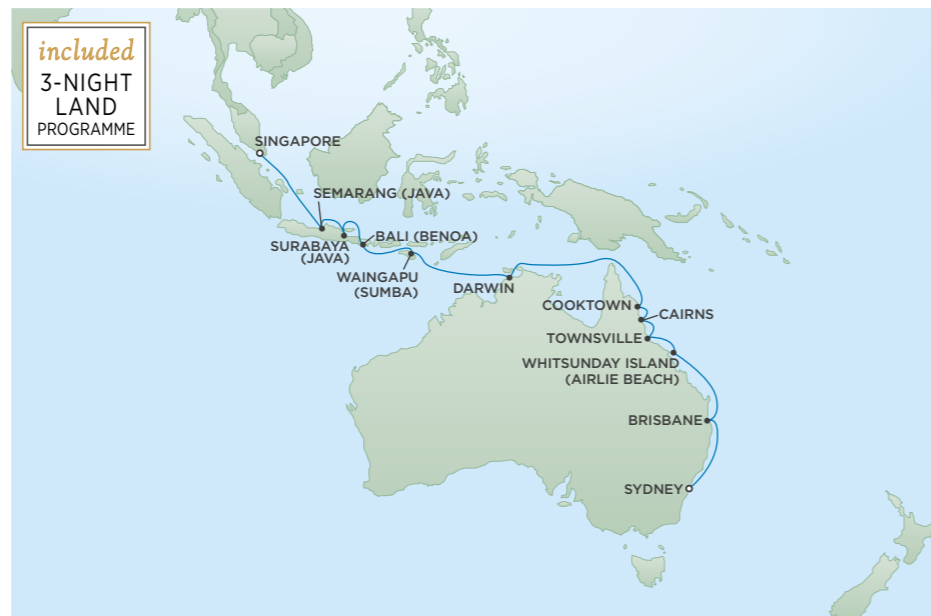 included
3-NIGHT
LAND
PROGRAMME
SINGAPORE
SEMARANG (JAVA)
SURABAYA
(JAVA)
BALI (BENOA)
WAINGAPU
(SUMBA)
DARWIN
COOKTOWN
CAIRNS
TOWNSVILLE
WHITSUNDAY ISLAND
(AIRLIE BEACH)
BRISBANE
SYDNEY